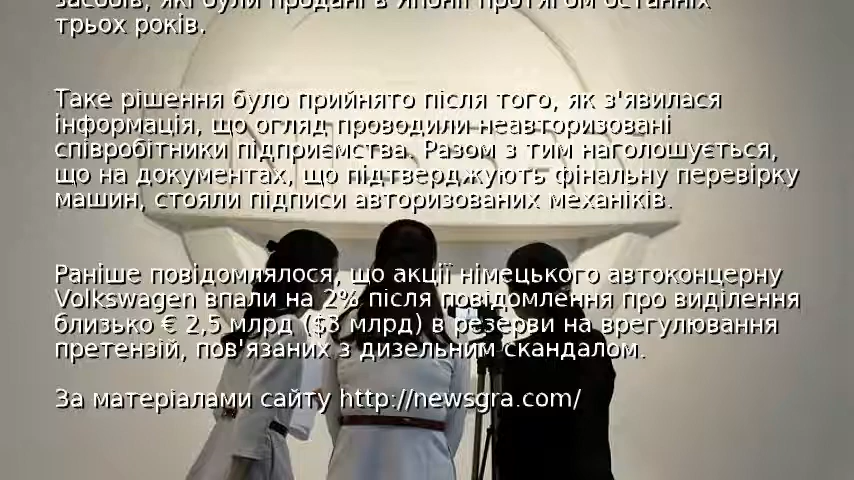 засобів, які були продані в Японії протягом останніх
трьох років.
Таке рішення було прийнято після того, як з'явилася
інформація, що огляд проводили неавторизовані
співробітники підприємства. Разом з тим наголошується,
що на документах, що підтверджують фінальну перевірку
машин, стояли підписи авторизованих механіків.
Раніше повідомлялося, що акції німецького автоконцерну
Volkswagen впали на 2% після повідомлення про виділення
близько € 2,5 млрд ($3 млрд) в резерви на врегулювання
претензій, пов'язаних з дизельним скандалом.
За матеріалами сайту http://newsgra.com/